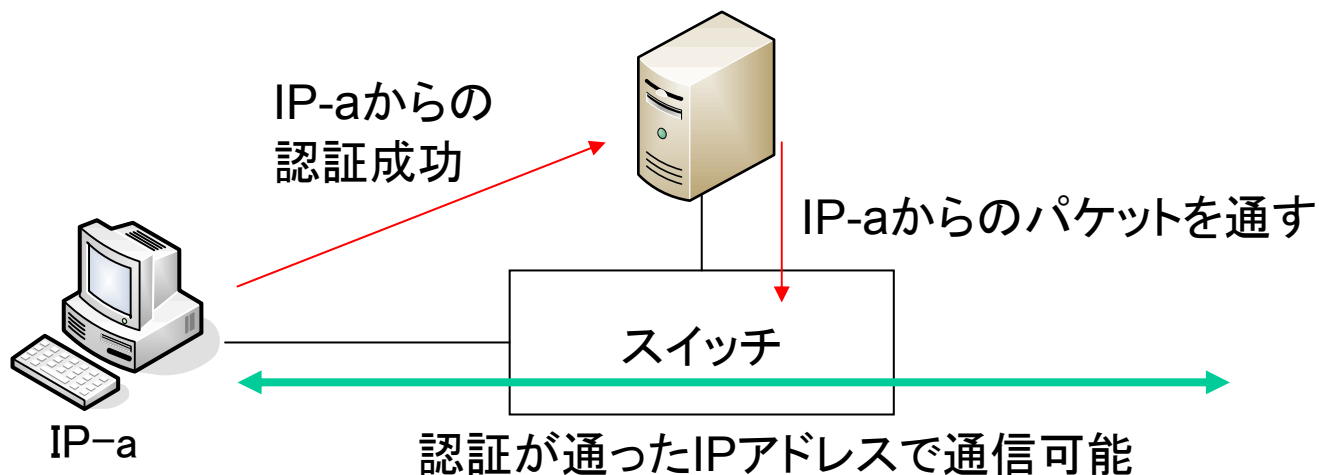 IP-aからの
認証成功
IP-aからのパケットを通す
スイッチ
IP-a
認証が通ったIPアドレスで通信可能